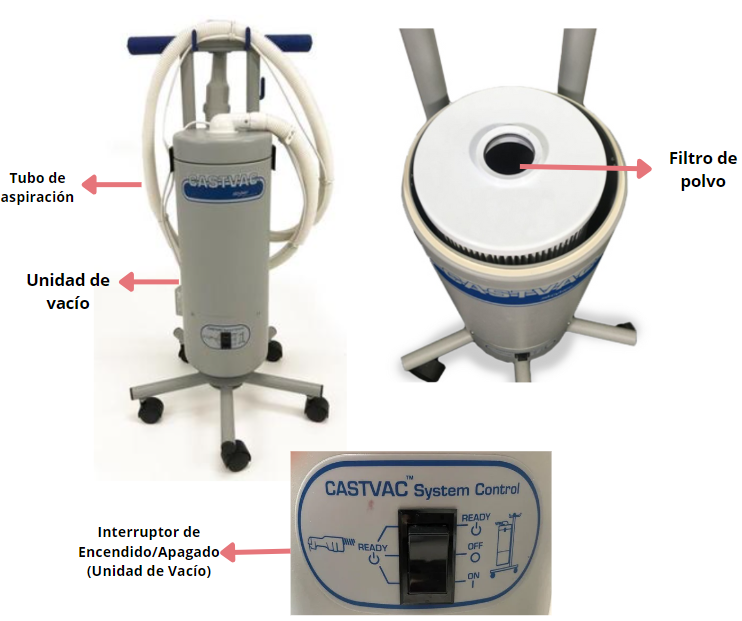 CASTVAC
Tubo de
aspiración
Filtro de
polvo
Unidad de
vacío
CASTVAC
CASTVAC™ System Control
READY
READY
OFF
ON
Interruptor de
Encendido/Apagado
(Unidad de Vacío)